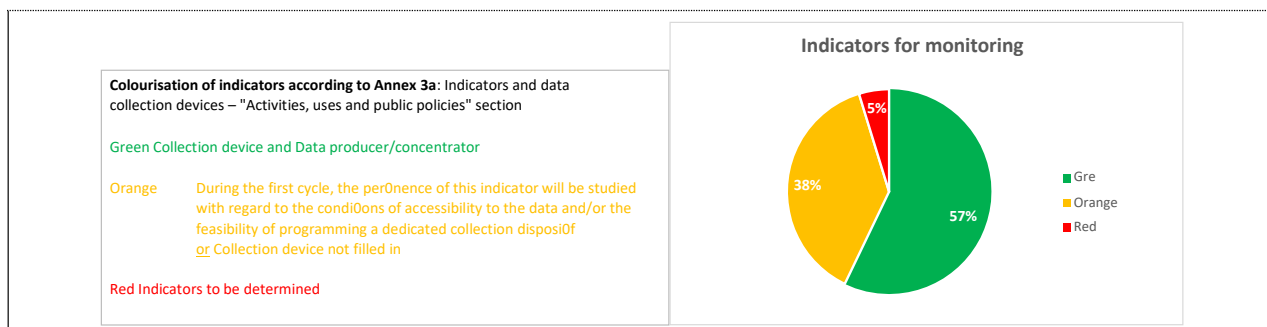 Colourisation of indicators according to Annex 3a: Indicators and data
collection devices – "Activities, uses and public policies" section
Green Collection device and Data producer/concentrator
Orange During the first cycle, the per0nence of this indicator will be studied
with regard to the condi0ons of accessibility to the data and/or the
feasibility of programming a dedicated collection disposi0f
or Collection device not filled in
Red Indicators to be determined
Indicators for monitoring
5%
38%
57%
Gre
Orange
Red